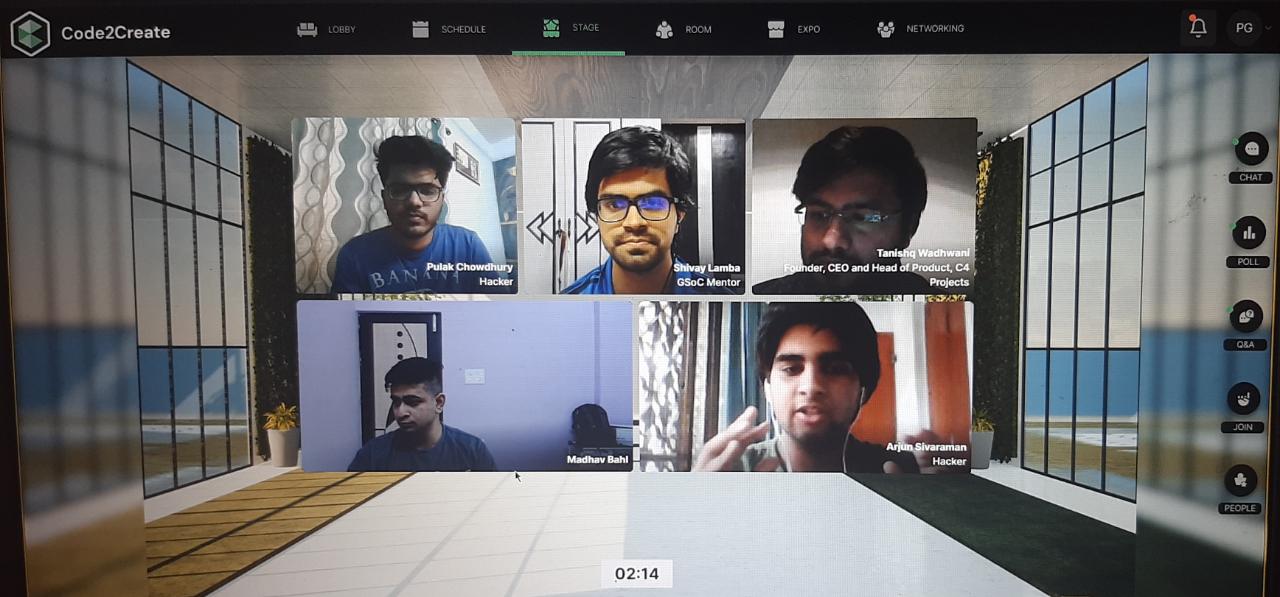 Code2Create
LOBBY
SCHEDULE
STAGE
ROOM
EXPO
NETWORKING
PG
Pulak Chowdhury
Hacker
Shivay Lamba
GSoC Mentor
Tanishq Wadhwani
Founder, CEO and Head of Product, C4
Projects
Madhav Bahl
Arjun Sivaraman
Hacker
CHAT
POLL
Q&A
JOIN
PEOPLE
02:14